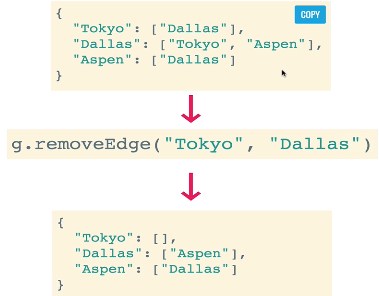 {
COPY
"Tokyo": ["Dallas"],
"Dallas": ["Tokyo", "Aspen"],
"Aspen": ["Dallas"]
}
g.removeEdge("Tokyo", "Dallas")
{
"Tokyo": [],
"Dallas": ["Aspen"],
"Aspen": ["Dallas"]
}